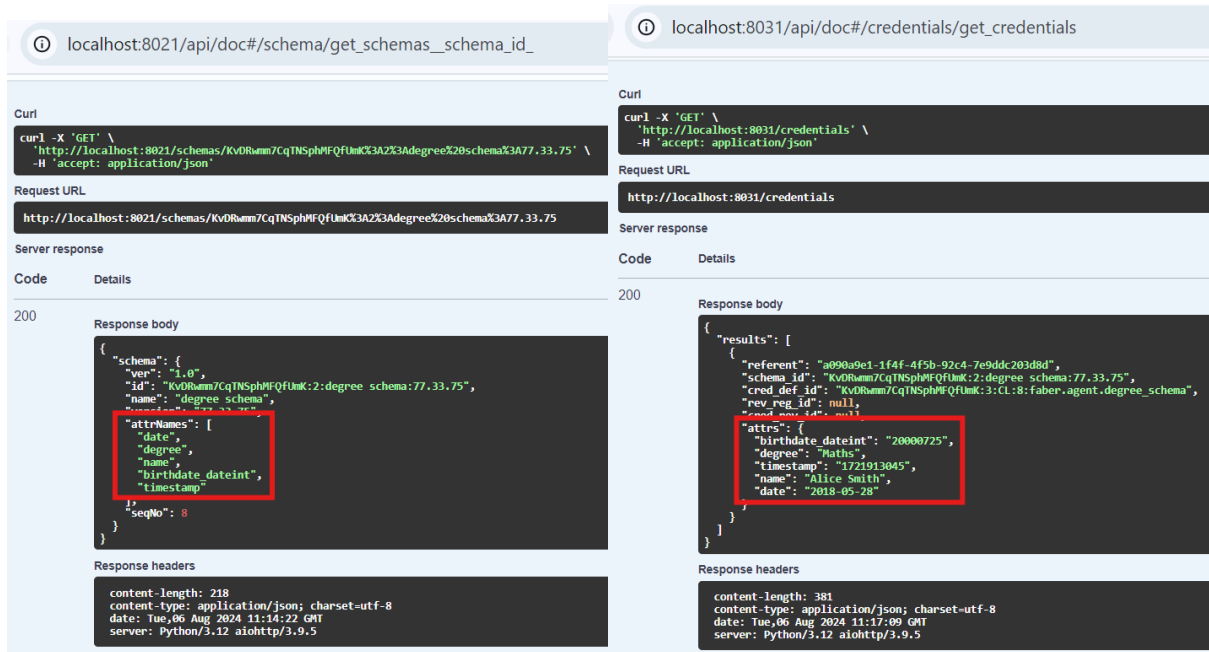 localhost:8021/api/doc#/schema/get_schemas__schema_id_
Curl
curl -X 'GET' \
'http://localhost:8021/schemas/KvDRwmm7CqTNSphMFQfUmK%3A2%3Adegree%20schema%3A77.33.75' \
-H 'accept: application/json'
Request URL
http://localhost:8021/schemas/KvDRwmm7CqTNSphMFQfUmK%3A2%3Adegree%20schema%3A77.33.75
Server response
Code Details
200
Response body
{
"schema": {
"ver": "1.0",
"id": "KvDRwmm7CqTNSphMFQfUmK:2:degree schema:77.33.75",
"name": "degree schema",
"version": "77.33.75",
"attrNames": [
"date",
"degree",
"name",
"birthdate_dateint",
"timestamp"
],
"seqNo": 8
}
}
Response headers
content-length: 218
content-type: application/json; charset=utf-8
date: Tue,06 Aug 2024 11:14:22 GMT
server: Python/3.12 aiohttp/3.9.5
localhost:8031/api/doc#/credentials/get_credentials
Curl
curl -X 'GET' \
'http://localhost:8031/credentials' \
-H 'accept: application/json'
Request URL
http://localhost:8031/credentials
Server response
Code Details
200
Response body
{
"results": [
{
"referent": "a090a9e1-1f4f-4f5b-92c4-7e9ddc203d8d",
"schema_id": "KvDRwmm7CqTNSphMFQfUmK:2:degree schema:77.33.75",
"cred_def_id": "KvDRwmm7CqTNSphMFQfUmK:3:CL:8:faber.agent.degree_schema",
"rev_reg_id": null,
"cred_rev_id": null,
"attrs": {
"birthdate_dateint": "20000725",
"degree": "Maths",
"timestamp": "1721913045",
"name": "Alice Smith",
"date": "2018-05-28"
}
}
]
}
Response headers
content-length: 381
content-type: application/json; charset=utf-8
date: Tue,06 Aug 2024 11:17:09 GMT
server: Python/3.12 aiohttp/3.9.5